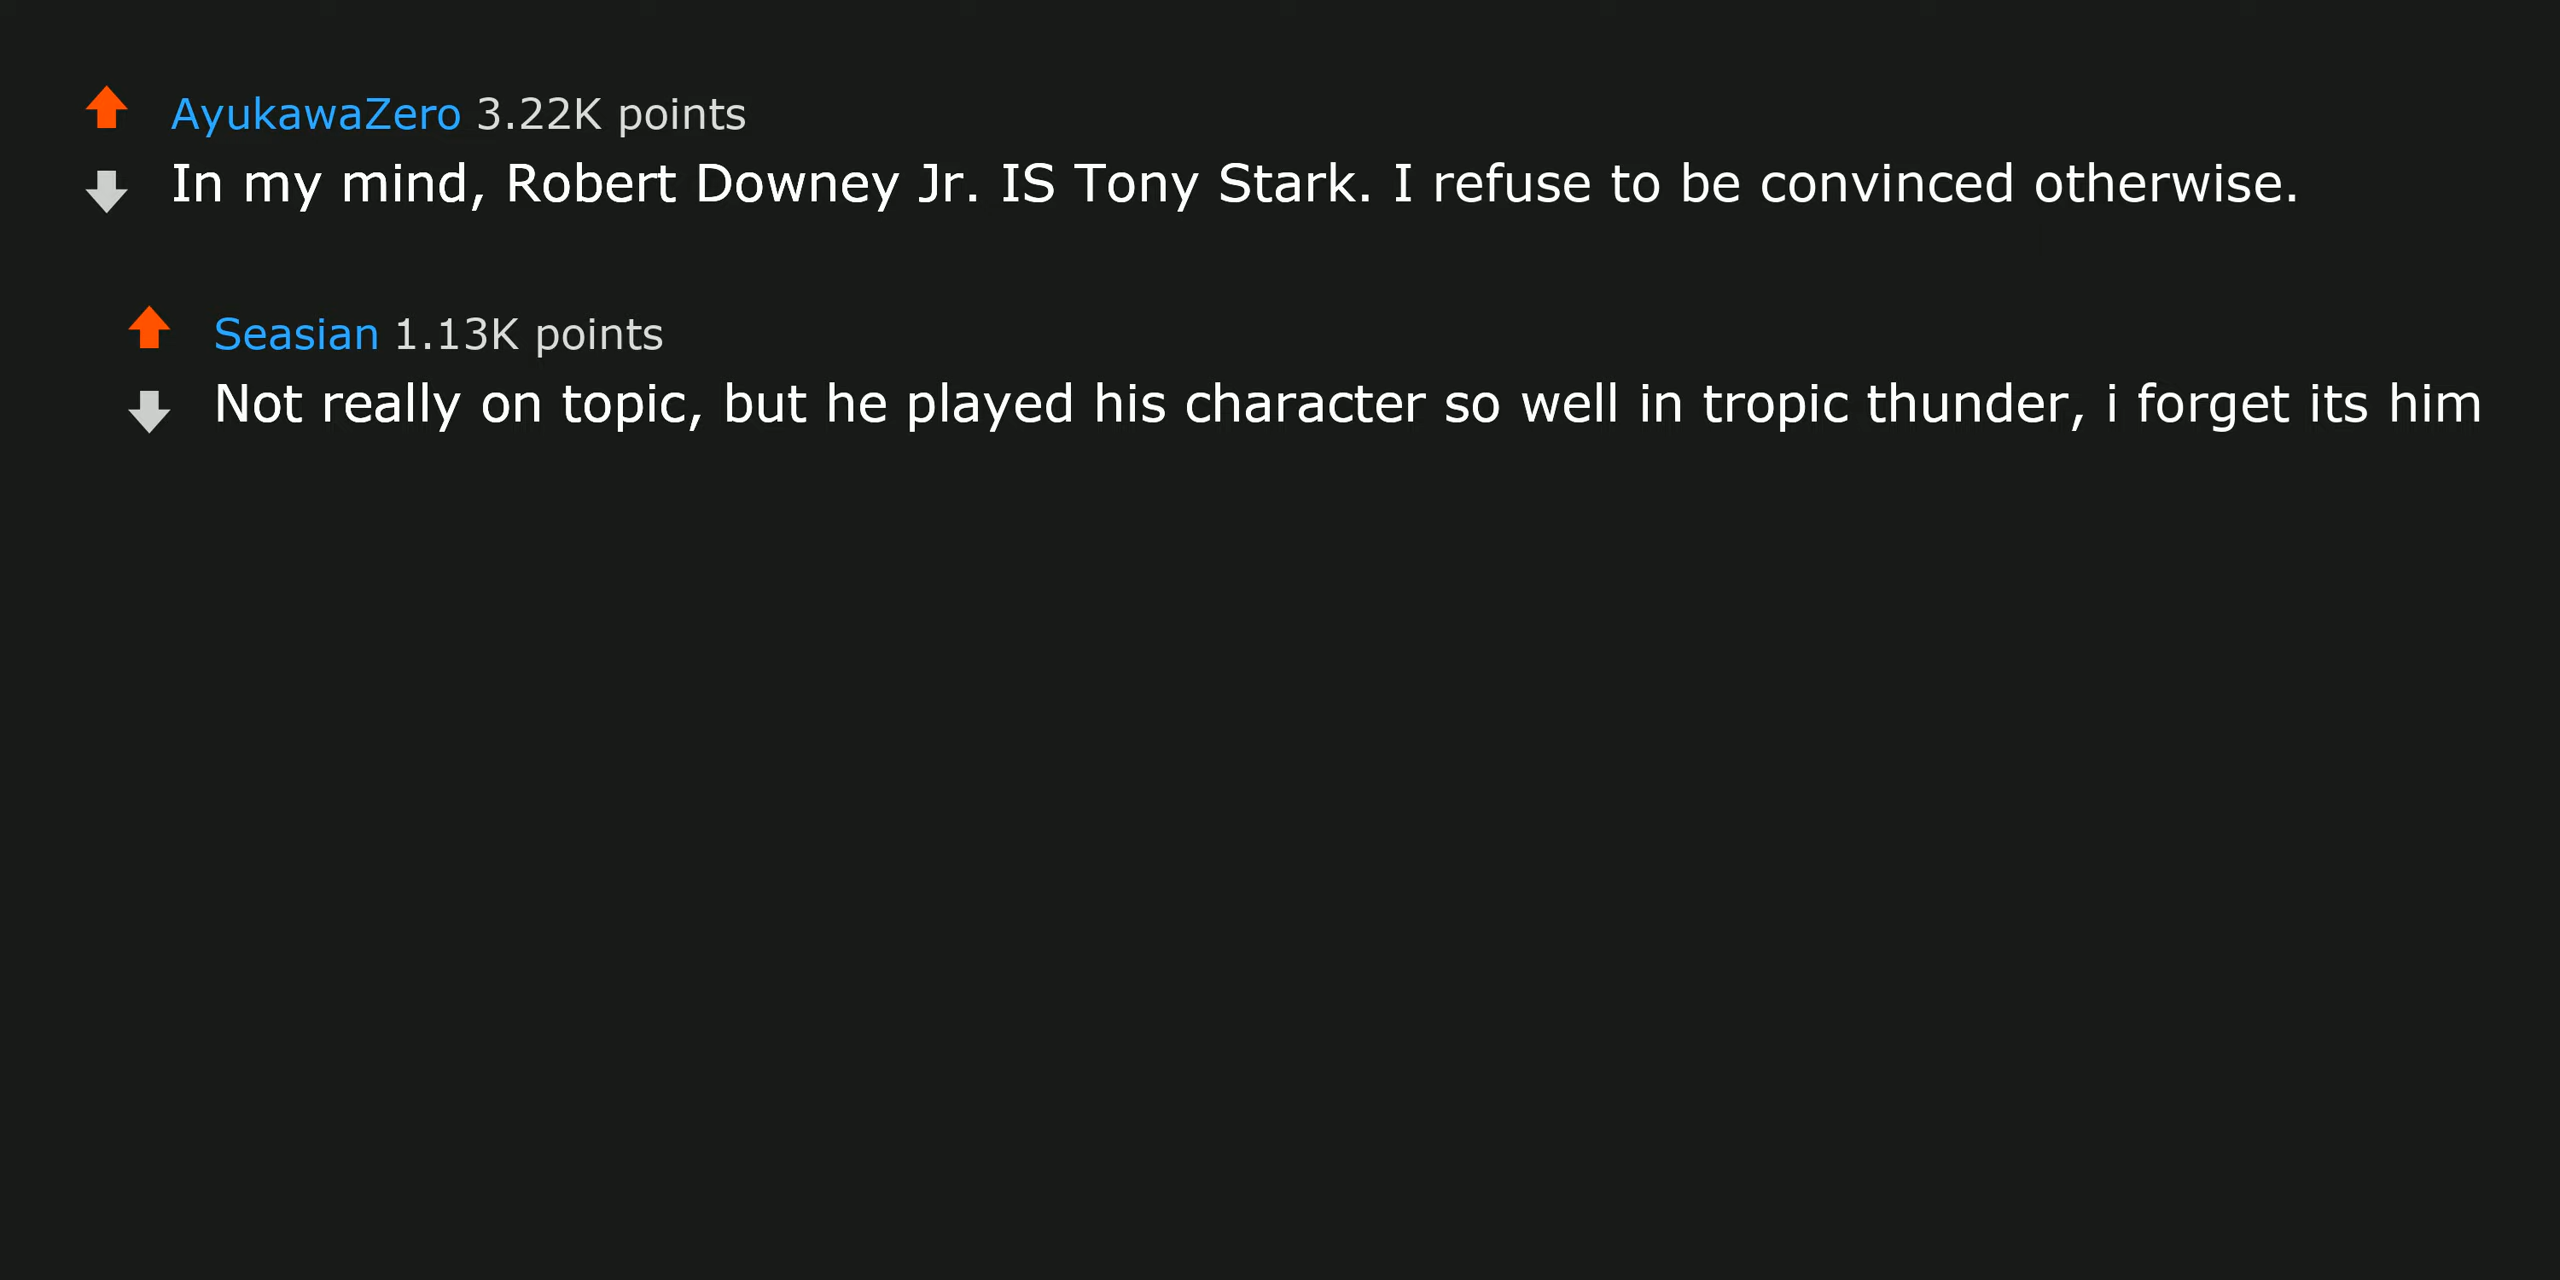 AyukawaZero 3.22K points
In my mind, Robert Downey Jr. IS Tony Stark. I refuse to be convinced otherwise.
Seasian 1.13K points
Not really on topic, but he played his character so well in tropic thunder, i forget its him